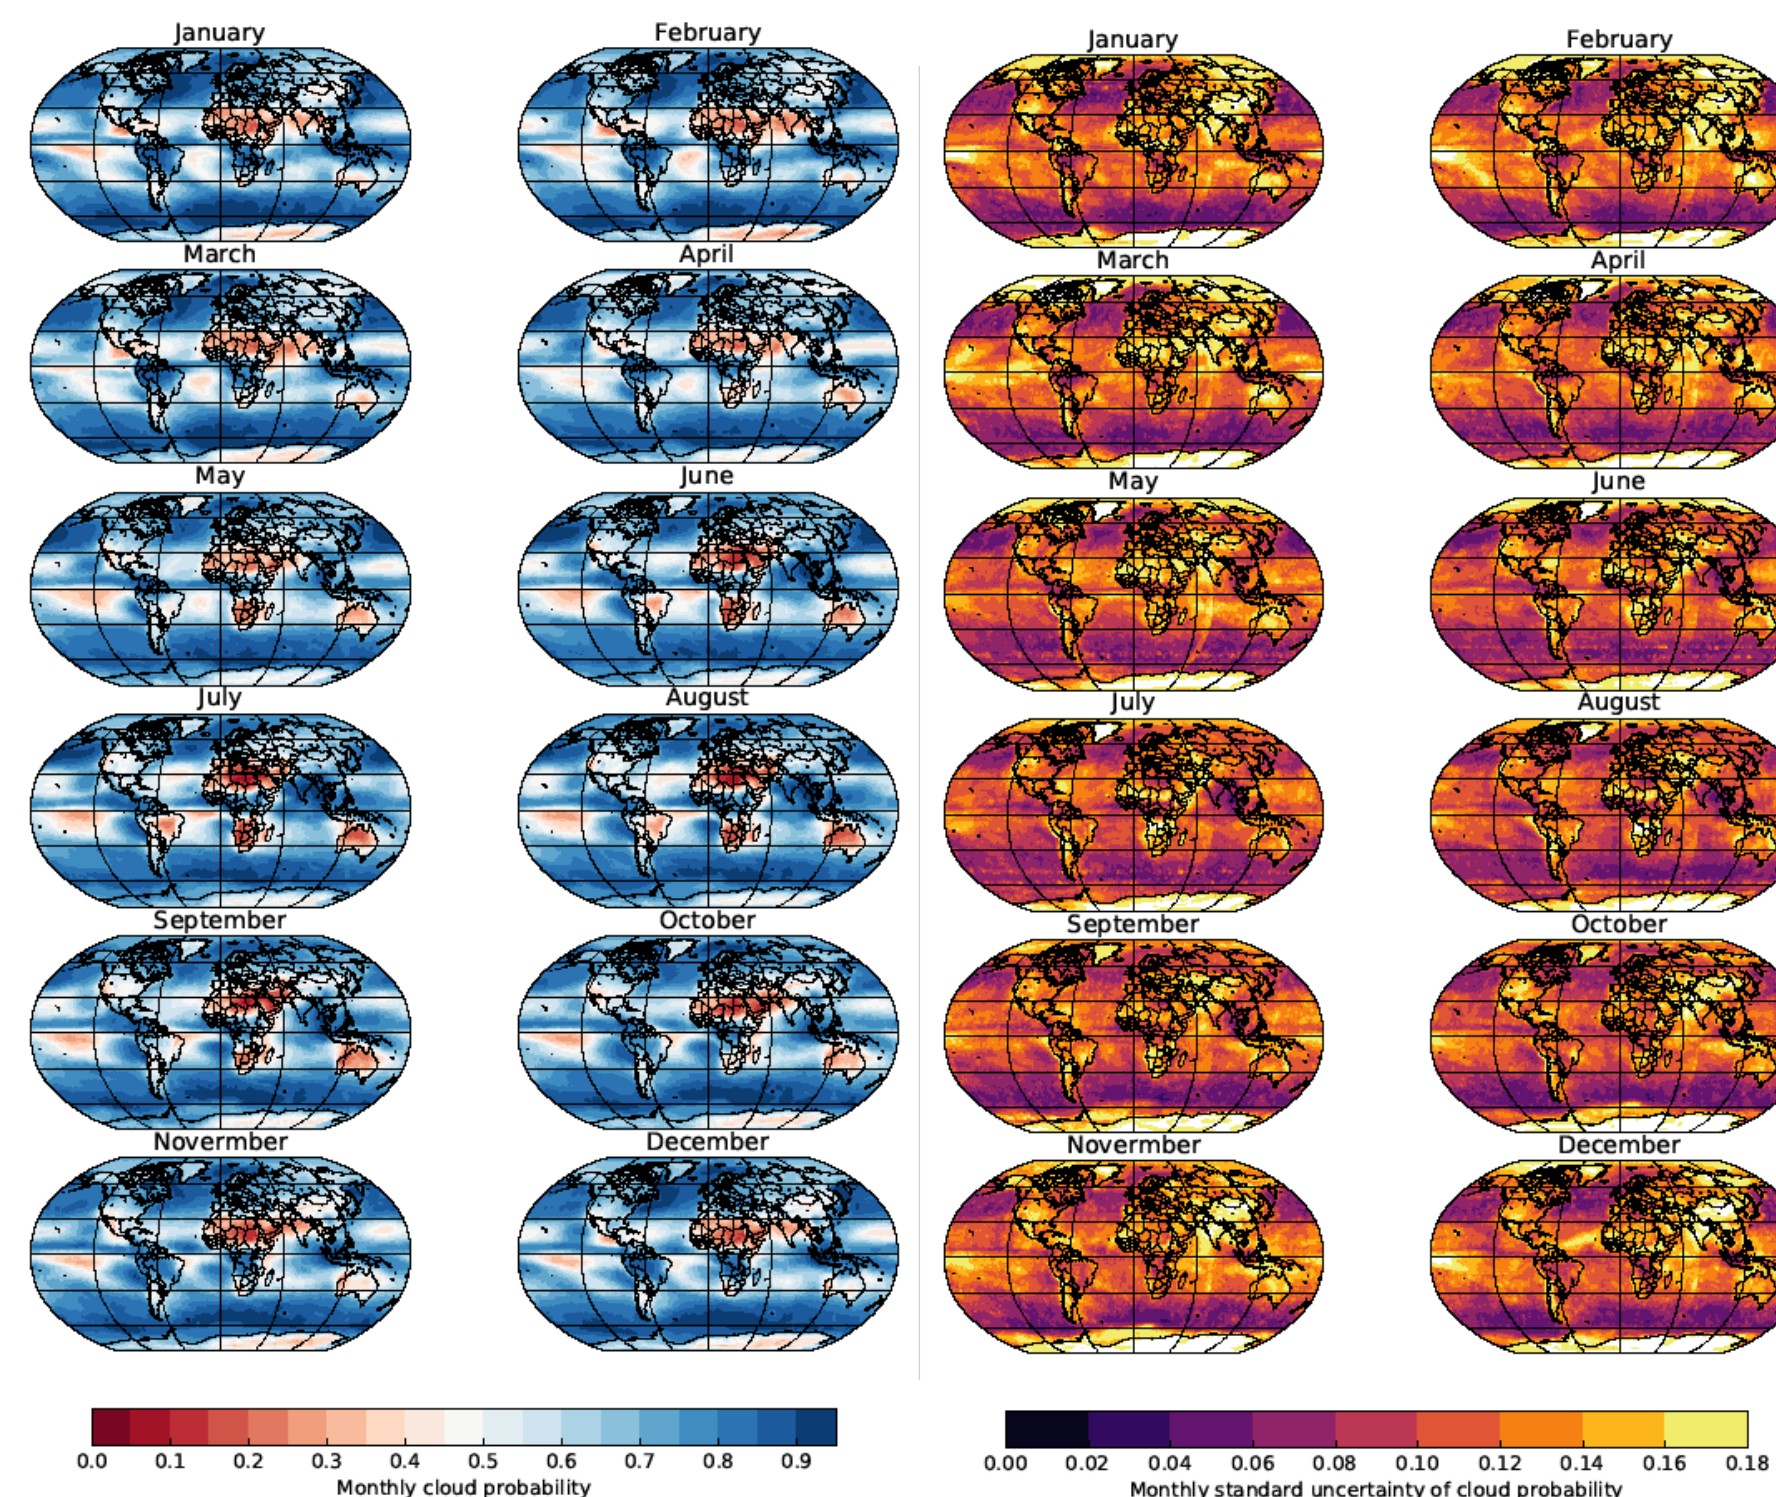 January February January February
March April March April
May June May June
July August July August
September October September October
Novermber December Novermber December
0.0 0.1 0.2 0.3 0.4 0.5 0.6 0.7 0.8 0.9
Monthly cloud probability
0.00 0.02 0.04 0.06 0.08 0.10 0.12 0.14 0.16 0.18
Monthly standard uncertainty of cloud probability